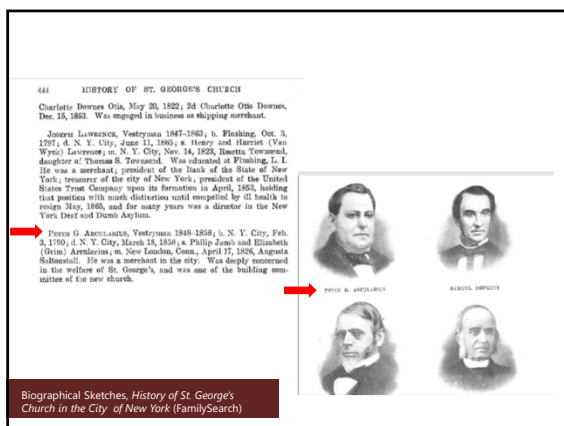 444 HISTORY OF ST. GEORGE'S CHURCH
Charlotte Downes Otis, May 20, 1822; 2d Charlotte Otis Downes,
Dec. 15, 1853. Was engaged in business as shipping merchant.
JOSEPH LAWRENCE, Vestryman 1847–1863; b. Flushing, Oct. 3,
1797; d. N. Y. City, June 11, 1865; s. Henry and Harriet (Van
Wyck) Lawrence; m. N. Y. City, Nov. 14, 1823, Rosetta Townsend,
daughter of Thomas S. Townsend. Was educated at Flushing, L. I.
He was a merchant; president of the Bank of the State of New
York; treasurer of the city of New York; president of the United
States Trust Company upon its formation in April, 1853, holding
that position with much distinction until compelled by ill health to
resign May, 1865, and for many years was a director in the New
York Deaf and Dumb Asylum.
PETER G. ARCULARIUS, Vestryman 1848–1858; b. N. Y. City, Feb.
3, 1790; d. N. Y. City, March 18, 1858; s. Philip Jacob and Elizabeth
(Grim) Arcularius; m. New London, Conn., April 17, 1826, Augusta
Saltonstall. He was a merchant in the city. Was deeply concerned
in the welfare of St. George's, and was one of the building com-
mittee of the new church.
PETER G. ARCULARIUS
SAMUEL HOPKINS
Biographical Sketches, History of St. George's
Church in the City of New York (FamilySearch)